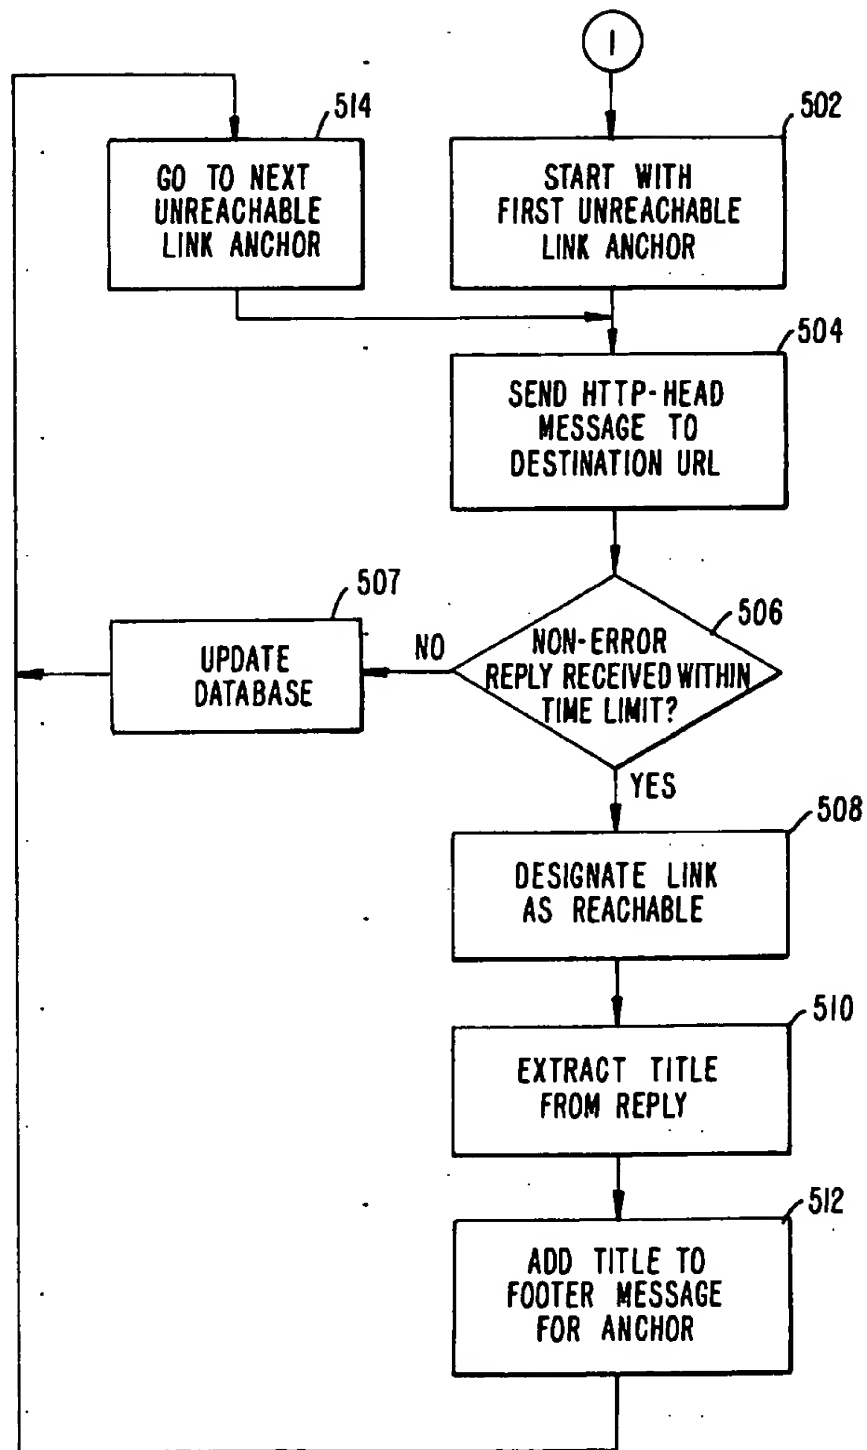 1
514
GO TO NEXT
UNREACHABLE
LINK ANCHOR
502
START WITH
FIRST UNREACHABLE
LINK ANCHOR
504
SEND HTTP-HEAD
MESSAGE TO
DESTINATION URL
506
NON-ERROR
REPLY RECEIVED WITHIN
TIME LIMIT?
NO
507
UPDATE
DATABASE
YES
508
DESIGNATE LINK
AS REACHABLE
510
EXTRACT TITLE
FROM REPLY
512
ADD TITLE TO
FOOTER MESSAGE
FOR ANCHOR